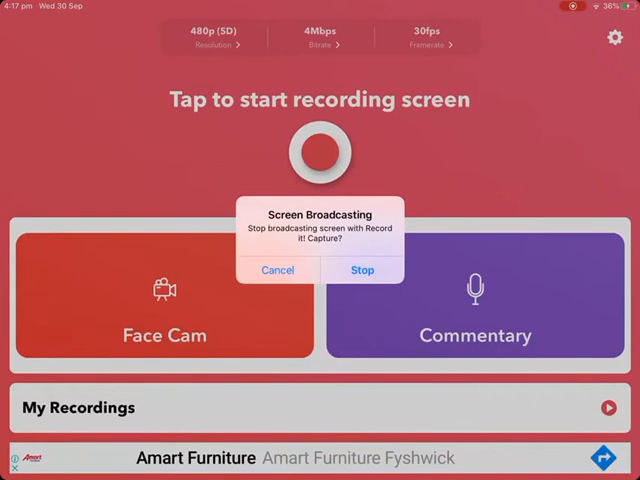 4:17 pm Wed 30 Sep
36%
480p (SD)
Resolution
4Mbps
Bitrate
30fps
Framerate
Tap to start recording screen
Screen Broadcasting
Stop broadcasting screen with Record
it! Capture?
Cancel
Stop
Face Cam
Commentary
My Recordings
Amart
Amart Furniture Amart Furniture Fyshwick